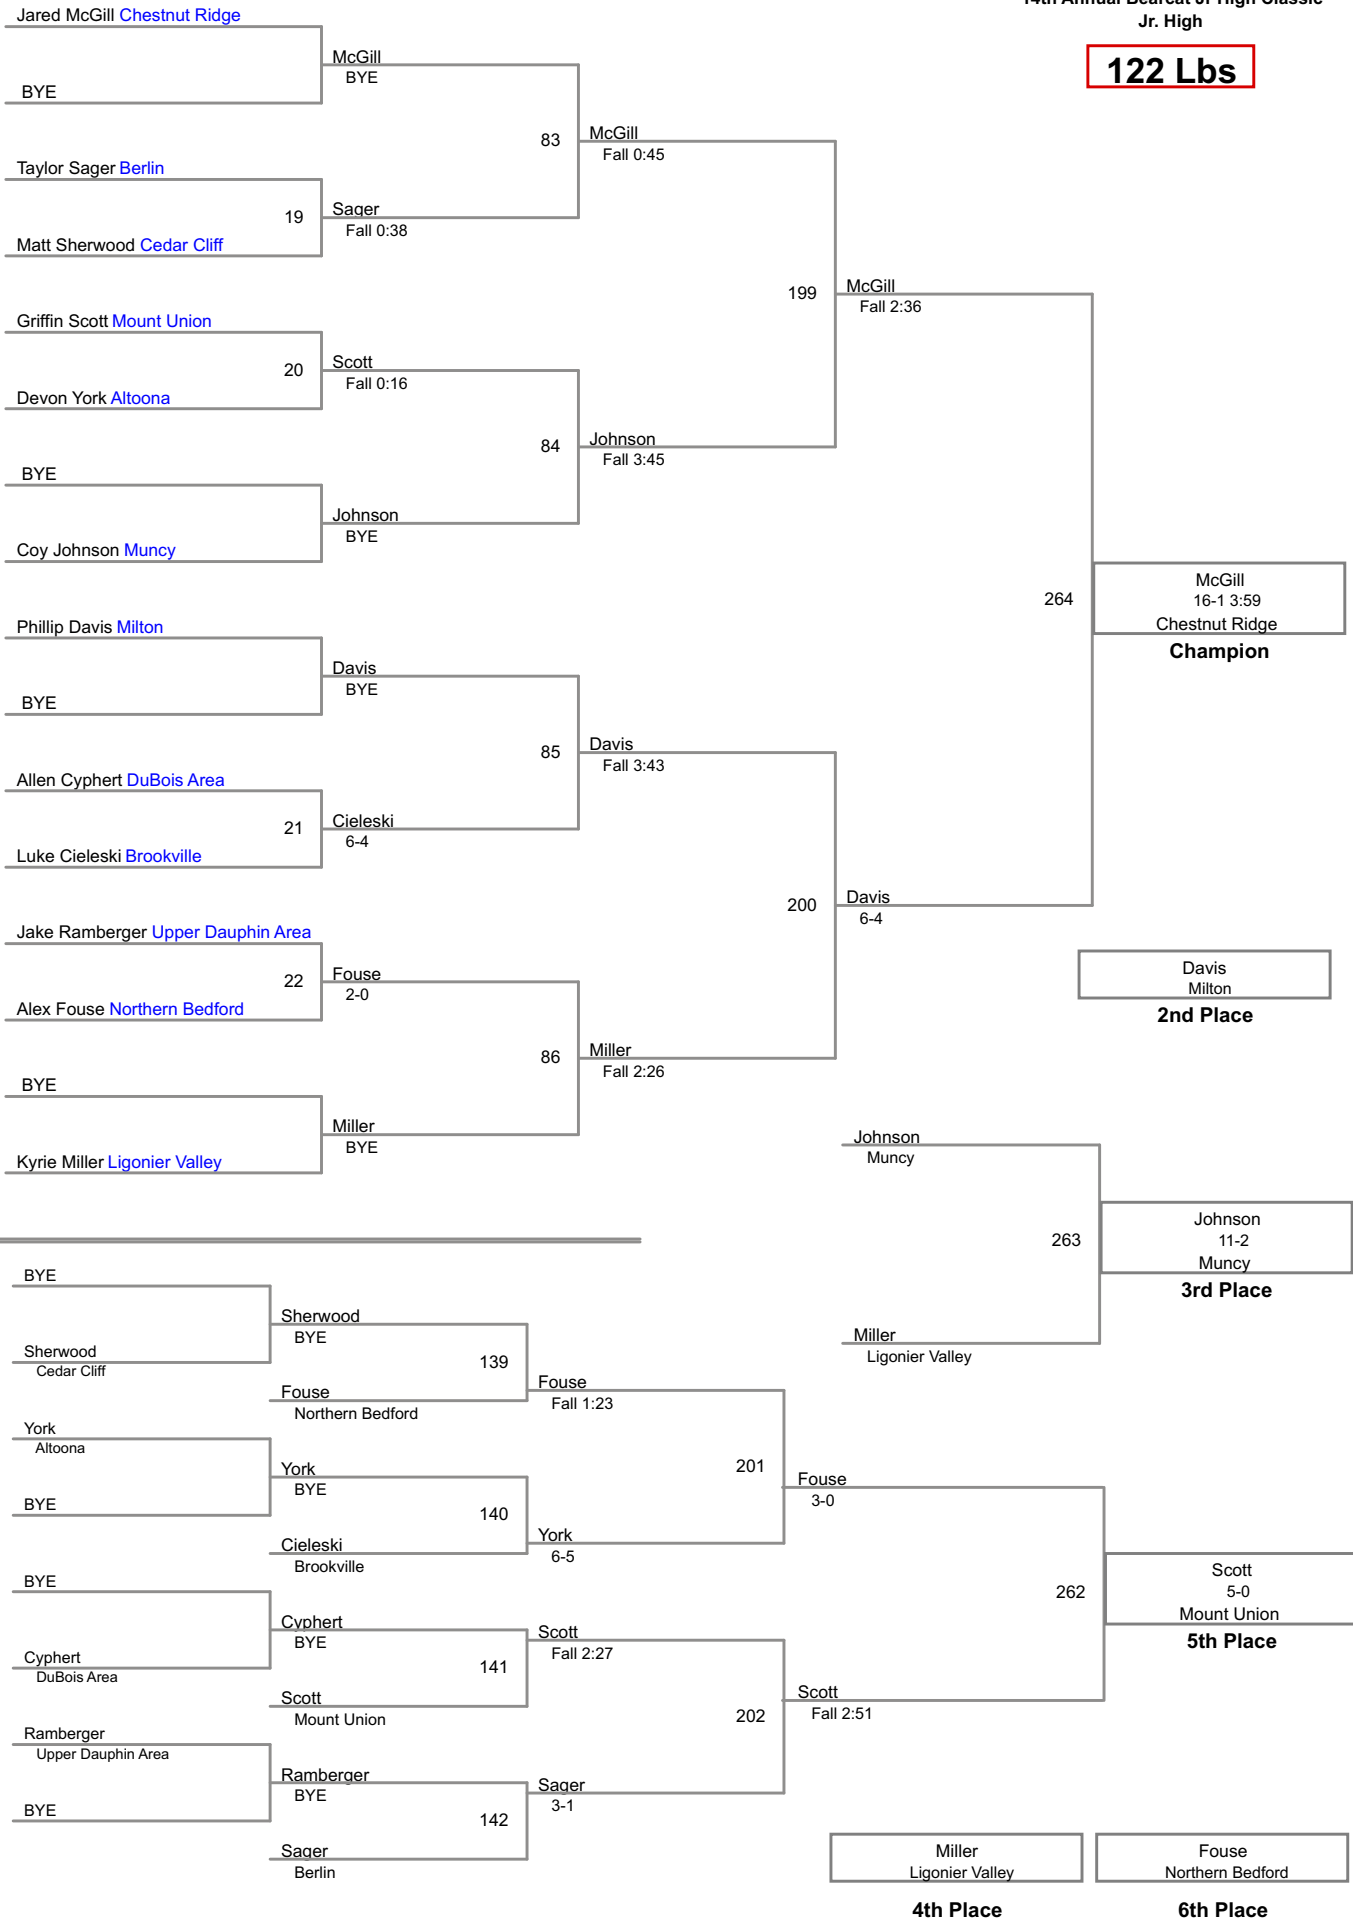 14th Annual Bearcat Jr High Classic
Jr. High
122 Lbs
Jared McGill Chestnut Ridge
McGill
BYE
BYE
83
McGill
Fall 0:45
Taylor Sager Berlin
19
Sager
Fall 0:38
Matt Sherwood Cedar Cliff
199
McGill
Fall 2:36
Griffin Scott Mount Union
20
Scott
Fall 0:16
Devon York Altoona
84
Johnson
Fall 3:45
BYE
Johnson
BYE
Coy Johnson Muncy
264
McGill
16-1 3:59
Chestnut Ridge
Champion
Phillip Davis Milton
Davis
BYE
BYE
85
Davis
Fall 3:43
Allen Cyphert DuBois Area
21
Cieleski
6-4
Luke Cieleski Brookville
200
Davis
6-4
Jake Ramberger Upper Dauphin Area
22
Fouse
2-0
Alex Fouse Northern Bedford
Davis
Milton
2nd Place
86
Miller
Fall 2:26
BYE
Miller
BYE
Kyrie Miller Ligonier Valley
Johnson
Muncy
263
Johnson
11-2
Muncy
3rd Place
Miller
Ligonier Valley
BYE
Sherwood
BYE
Sherwood
Cedar Cliff
139
Fouse
Northern Bedford
Fouse
Fall 1:23
York
Altoona
York
BYE
BYE
201
Fouse
3-0
140
Cieleski
Brookville
York
6-5
BYE
Cyphert
BYE
Cyphert
DuBois Area
141
Scott
Fall 2:27
Scott
Mount Union
262
Scott
5-0
Mount Union
5th Place
202
Scott
Fall 2:51
Ramberger
Upper Dauphin Area
Ramberger
BYE
BYE
142
Sager
3-1
Sager
Berlin
Miller
Ligonier Valley
4th Place
Fouse
Northern Bedford
6th Place